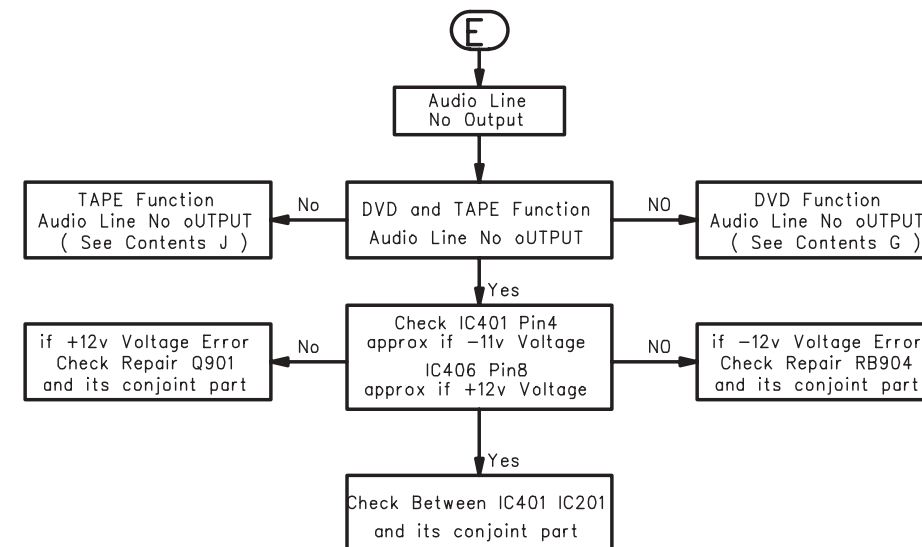 E
Audio Line
No Output
TAPE Function
Audio Line No oUTPUT
( See Contents J )
No
DVD and TAPE Function
Audio Line No oUTPUT
NO
DVD Function
Audio Line No oUTPUT
( See Contents G )
Yes
if +12v Voltage Error
Check Repair Q901
and its conjoint part
No
Check IC401 Pin4
approx if -11v Voltage
IC406 Pin8
approx if +12v Voltage
NO
if -12v Voltage Error
Check Repair RB904
and its conjoint part
Yes
Check Between IC401 IC201
and its conjoint part